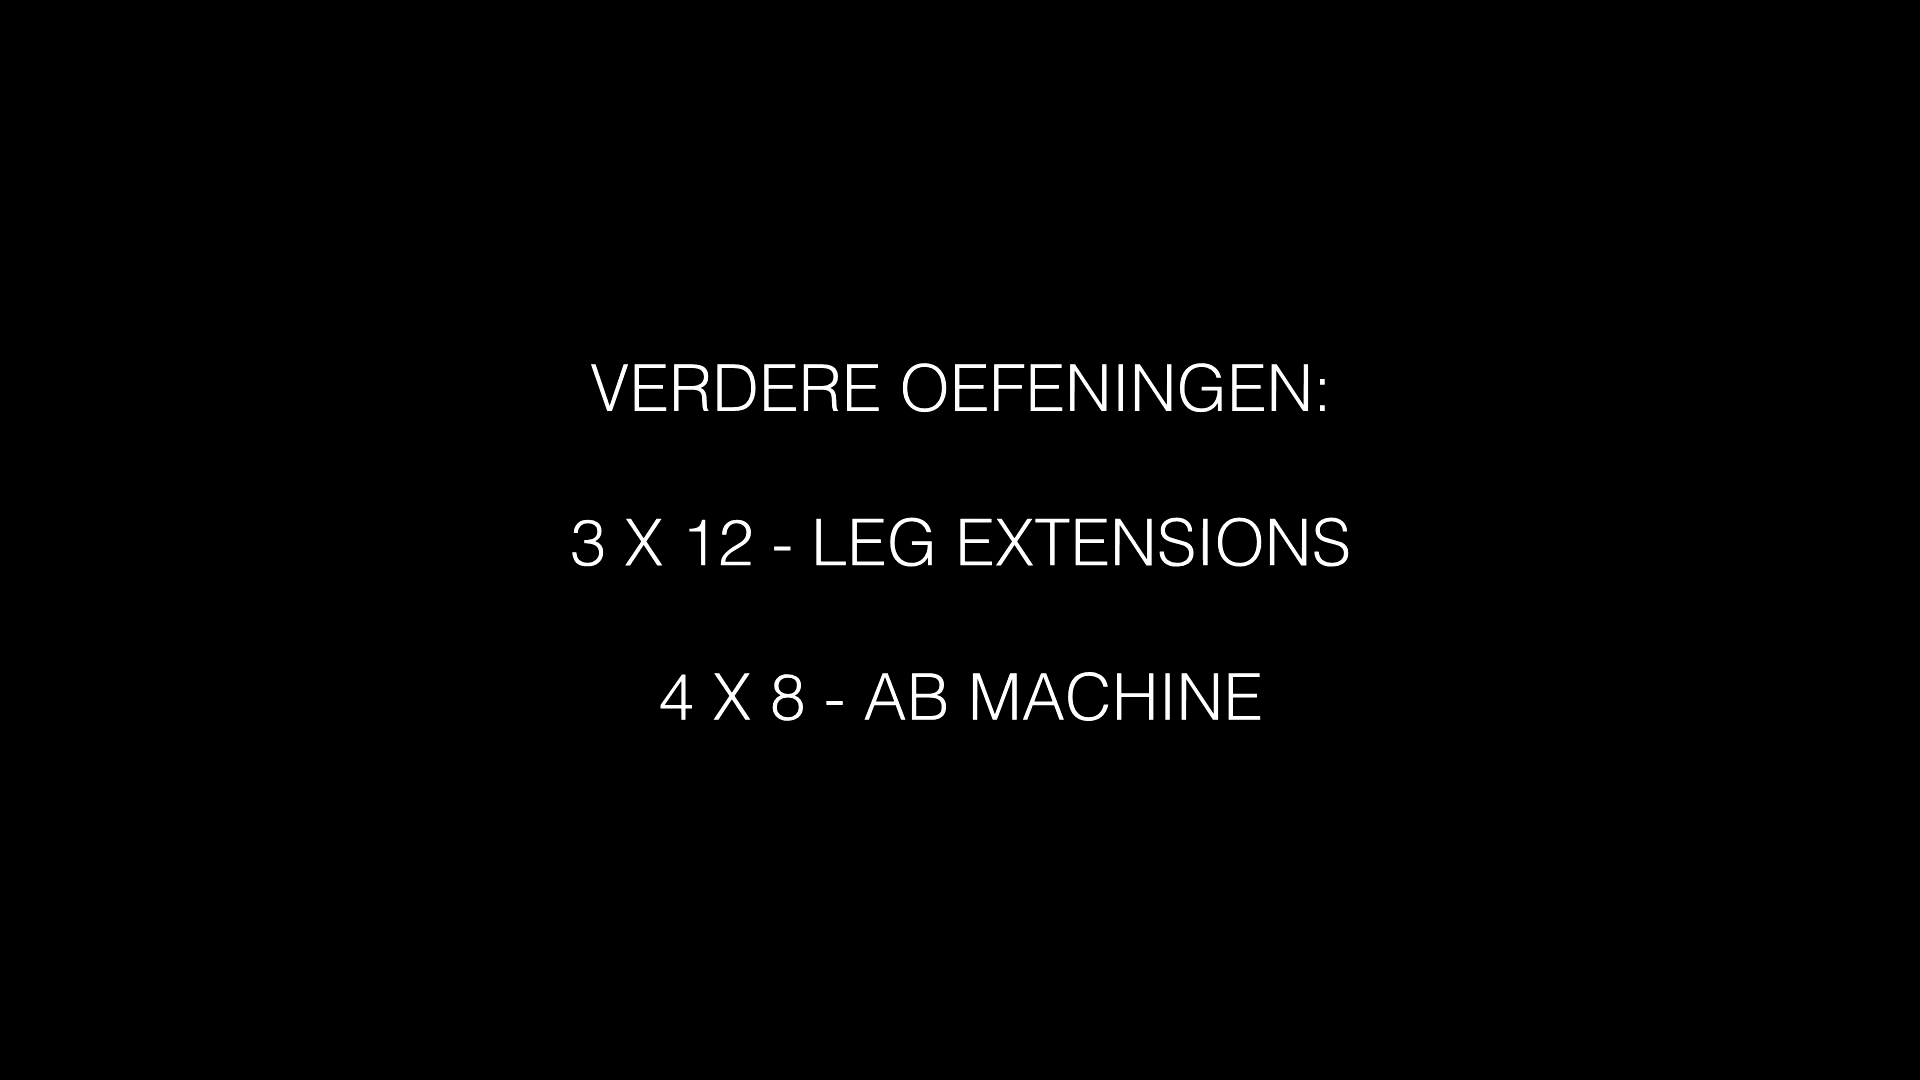 VERDERE OEFENINGEN:
3 X 12 - LEG EXTENSIONS
4 X 8 - AB MACHINE